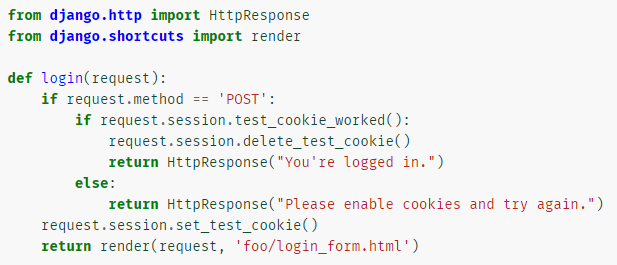 from django.http import HttpResponse
from django.shortcuts import render

def login(request):
    if request.method == 'POST':
        if request.session.test_cookie_worked():
            request.session.delete_test_cookie()
            return HttpResponse("You're logged in.")
        else:
            return HttpResponse("Please enable cookies and try again.")
    request.session.set_test_cookie()
    return render(request, 'foo/login_form.html')